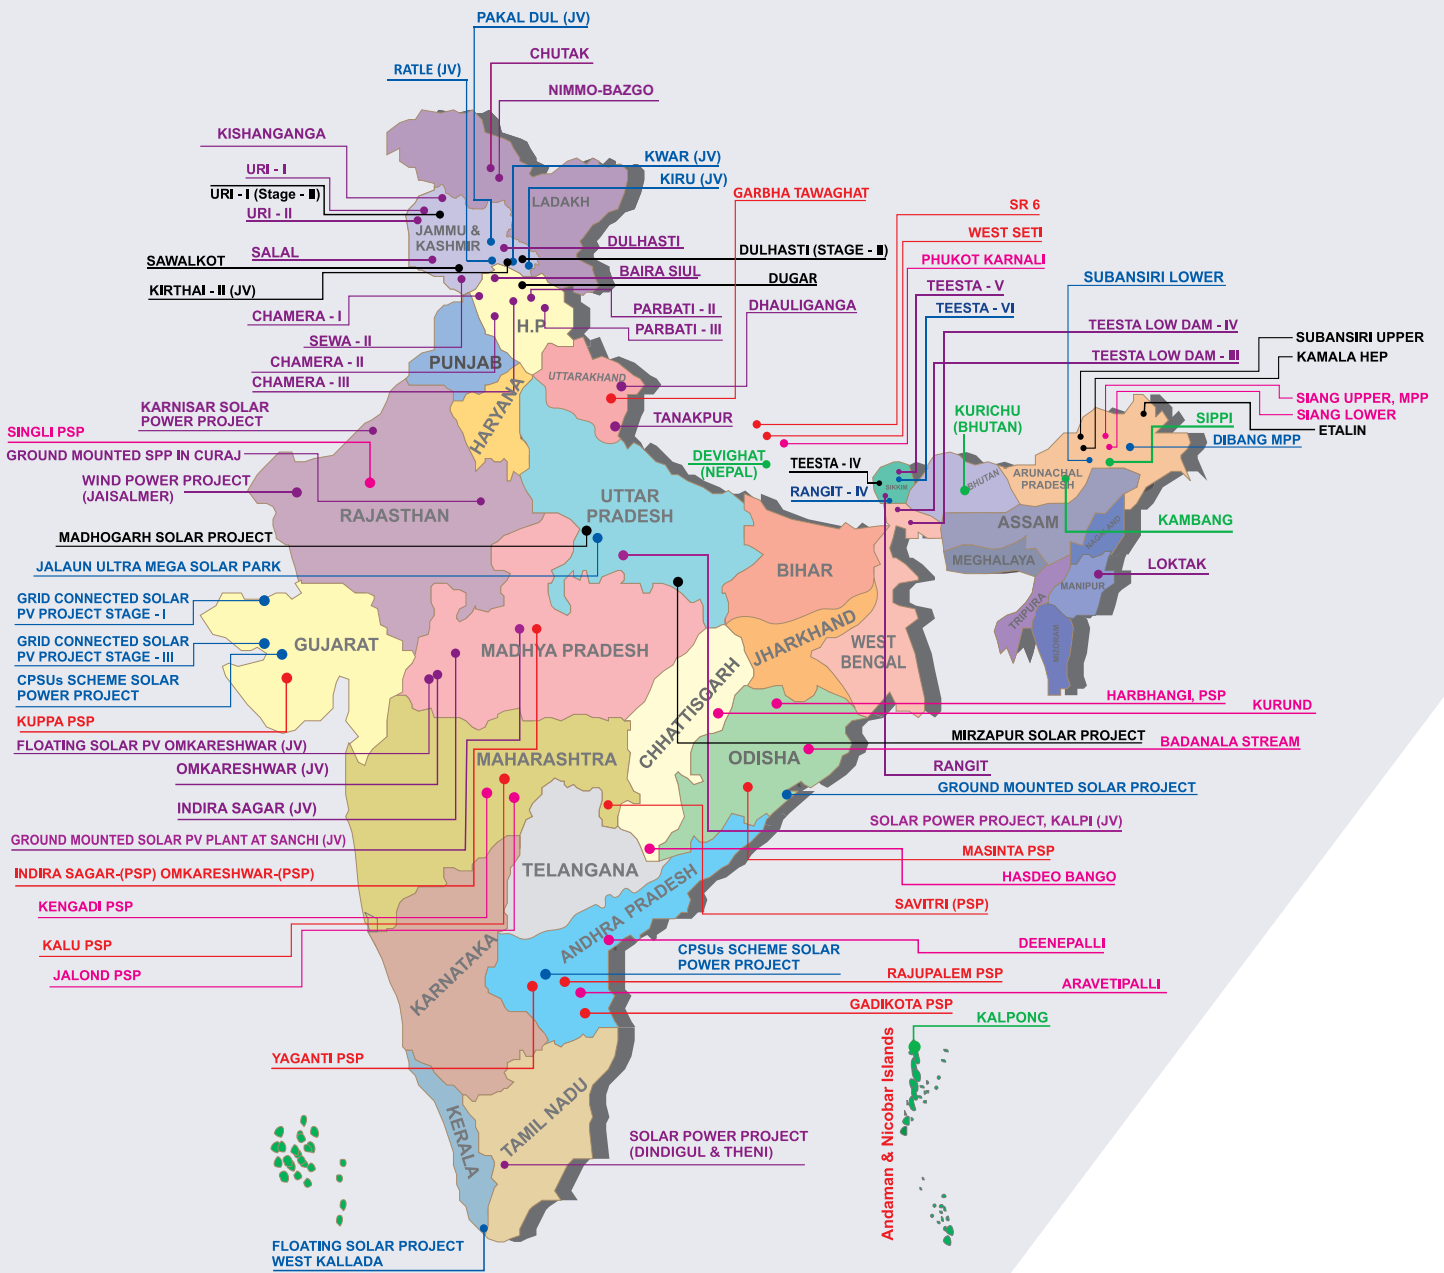 PAKAL DUL (JV)
CHUTAK
RATLE (JV)
NIMMO-BAZGO
KISHANGANGA
KWAR (JV)
URI - I
KIRU (JV)
URI - I (Stage - II)
GARBHA TAWAGHAT
LADAKH
SR 6
URI - II
JAMMU &
KASHMIR
WEST SETI
DULHASTI
DULHASTI (STAGE - II)
SALAL
SAWALKOT
PHUKOT KARNALI
BAIRA SIUL
DUGAR
SUBANSIRI LOWER
TEESTA - V
KIRTHAI - II (JV)
CHAMERA - I
PARBATI - II
DHAULIGANGA
TEESTA - VI
H.P
PARBATI - III
TEESTA LOW DAM - IV
SEWA - II
SUBANSIRI UPPER
CHAMERA - II
PUNJAB
TEESTA LOW DAM - III
KAMALA HEP
CHAMERA - III
UTTARAKHAND
HARYANA
SIANG UPPER, MPP
KARNISAR SOLAR
POWER PROJECT
TANAKPUR
KURICHU
(BHUTAN)
SIANG LOWER
SIPPI
ETALIN
SINGLI PSP
DIBANG MPP
GROUND MOUNTED SPP IN CURAJ
DEVIGHAT
(NEPAL)
TEESTA - IV
WIND POWER PROJECT
(JAISALMER)
SIKKIM
BHUTAN
ARUNACHAL
PRADESH
RANGIT - IV
UTTAR
PRADESH
RAJASTHAN
ASSAM
KAMBANG
NAGALAND
MADHOGARH SOLAR PROJECT
MEGHALAYA
JALAUN ULTRA MEGA SOLAR PARK
BIHAR
LOKTAK
MANIPUR
GRID CONNECTED SOLAR
PV PROJECT STAGE - I
TRIPURA
MIZORAM
GRID CONNECTED SOLAR
PV PROJECT STAGE - III
GUJARAT
MADHYA PRADESH
JHARKHAND
WEST
BENGAL
CPSUs SCHEME SOLAR
POWER PROJECT
CHHATTISGARH
HARBHANGI, PSP
KURUND
KUPPA PSP
FLOATING SOLAR PV OMKARESHWAR (JV)
MIRZAPUR SOLAR PROJECT
BADANALA STREAM
MAHARASHTRA
ODISHA
OMKARESHWAR (JV)
RANGIT
GROUND MOUNTED SOLAR PROJECT
INDIRA SAGAR (JV)
SOLAR POWER PROJECT, KALPI (JV)
GROUND MOUNTED SOLAR PV PLANT AT SANCHI (JV)
MASINTA PSP
TELANGANA
INDIRA SAGAR-(PSP) OMKARESHWAR-(PSP)
HASDEO BANGO
KENGADI PSP
SAVITRI (PSP)
ANDHRA PRADESH
KALU PSP
DEENEPALLI
CPSUs SCHEME SOLAR
POWER PROJECT
JALOND PSP
KARNATAKA
RAJUPALEM PSP
ARAVETIPALLI
GADIKOTA PSP
KALPONG
YAGANTI PSP
Andaman & Nicobar Islands
KERALA
TAMIL NADU
SOLAR POWER PROJECT
(DINDIGUL & THENI)
FLOATING SOLAR PROJECT
WEST KALLADA